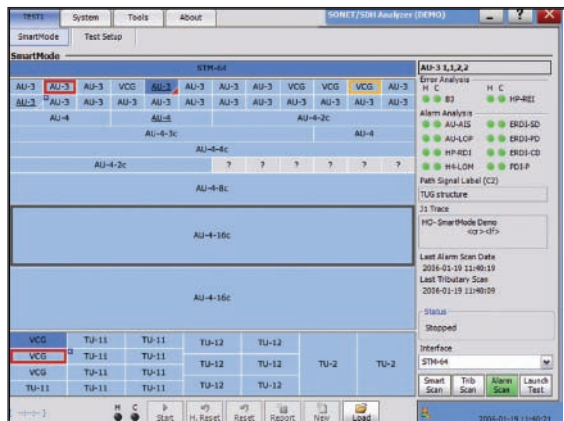 TEST1 System Tools About SONET/SDH Analyzer (DEMO)
SmartMode Test Setup
SmartMode
STM-64
AU-3 AU-3 AU-3 VCG AU-3 AU-3 AU-3 AU-3 VCG VCG VCG AU-3
AU-3 AU-3 AU-3 AU-3 AU-3 AU-3 AU-3 AU-3 AU-3 AU-3 AU-3 AU-3
AU-4 AU-4 AU-4-2c
AU-4-3c AU-4
AU-4-4c
AU-4-2c ? ? ? ? ? ?
AU-4-8c
AU-4-16c
AU-4-16c
VCG TU-11 TU-11 TU-12 TU-12
VCG TU-11 TU-11
TU-12 TU-12 TU-2 TU-2
VCG TU-11 TU-11
TU-11 TU-11 TU-11 TU-12 TU-12
H C Start H. Reset Reset Report New Load
AU-3 1,1,2,2
Error Analysis
H C H C
B3 HP-REI
Alarm Analysis
AU-AIS ERDI-SD
AU-LOP ERDI-PD
HP-RDI ERDI-CD
H4-LOM PDI-P
Path Signal Label (C2)
TUG structure
J1 Trace
HO- SmartMode Demo
<cr><lf>
Last Alarm Scan Date
2006-01-19 11:40:19
Last Tributary Scan
2006-01-19 11:40:09
Status
Stopped
Interface
STM-64
Smart Scan Trib Scan Alarm Scan Launch Test
2006-01-19 11:40:21